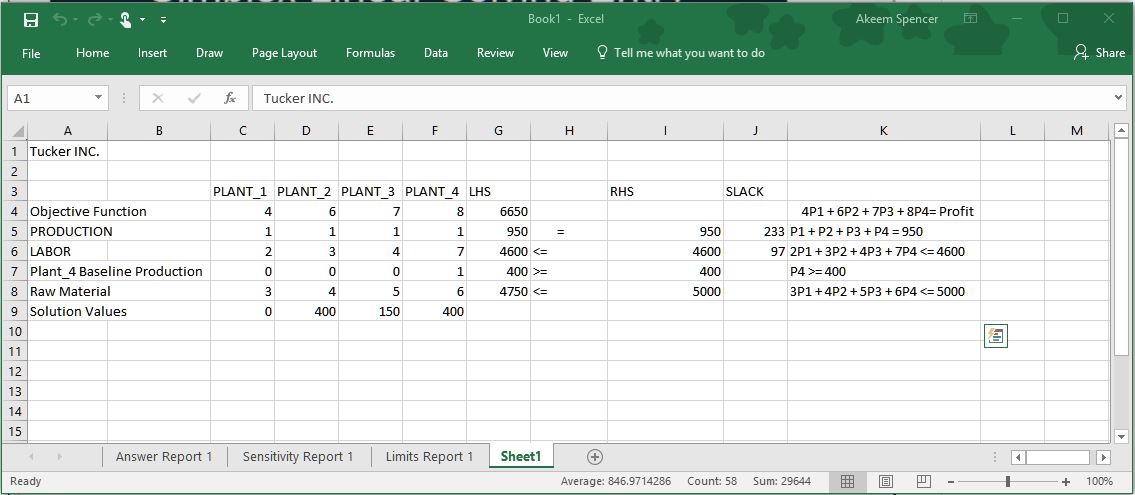 Book1 - Excel
Akeem Spencer
File Home Insert Draw Page Layout Formulas Data Review View Tell me what you want to do Share
A1 fx Tucker INC.
A B C D E F G H I J K L M
1 Tucker INC.
2
3 PLANT_1 PLANT_2 PLANT_3 PLANT_4 LHS RHS SLACK
4 Objective Function 4 6 7 8 6650 4P1 + 6P2 + 7P3 + 8P4= Profit
5 PRODUCTION 1 1 1 1 950 = 950 233 P1 + P2 + P3 + P4 = 950
6 LABOR 2 3 4 7 4600 <= 4600 97 2P1 + 3P2 + 4P3 + 7P4 <= 4600
7 Plant_4 Baseline Production 0 0 0 1 400 >= 400 P4 >= 400
8 Raw Material 3 4 5 6 4750 <= 5000 3P1 + 4P2 + 5P3 + 6P4 <= 5000
9 Solution Values 0 400 150 400
10
11
12
13
14
15
Answer Report 1 Sensitivity Report 1 Limits Report 1 Sheet1
Ready Average: 846.9714286 Count: 58 Sum: 29644 100%